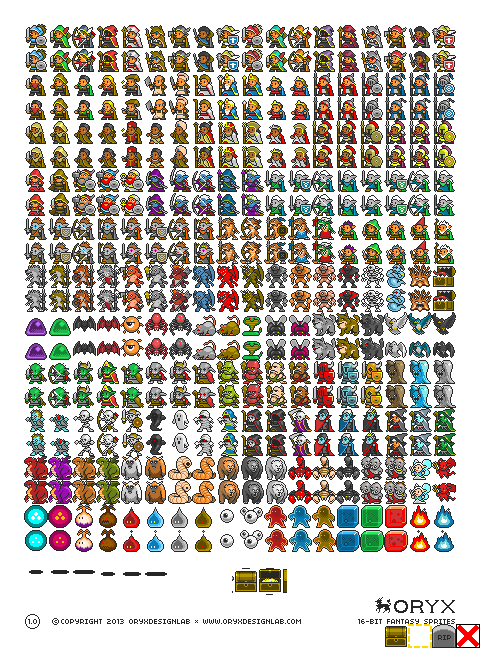 ORYX
1.0 ©COPYRIGHT 2013 ORYXDESIGNLAB × WWW.ORYXDESIGNLAB.COM 16-BIT FANTASY SPRITES
RIP